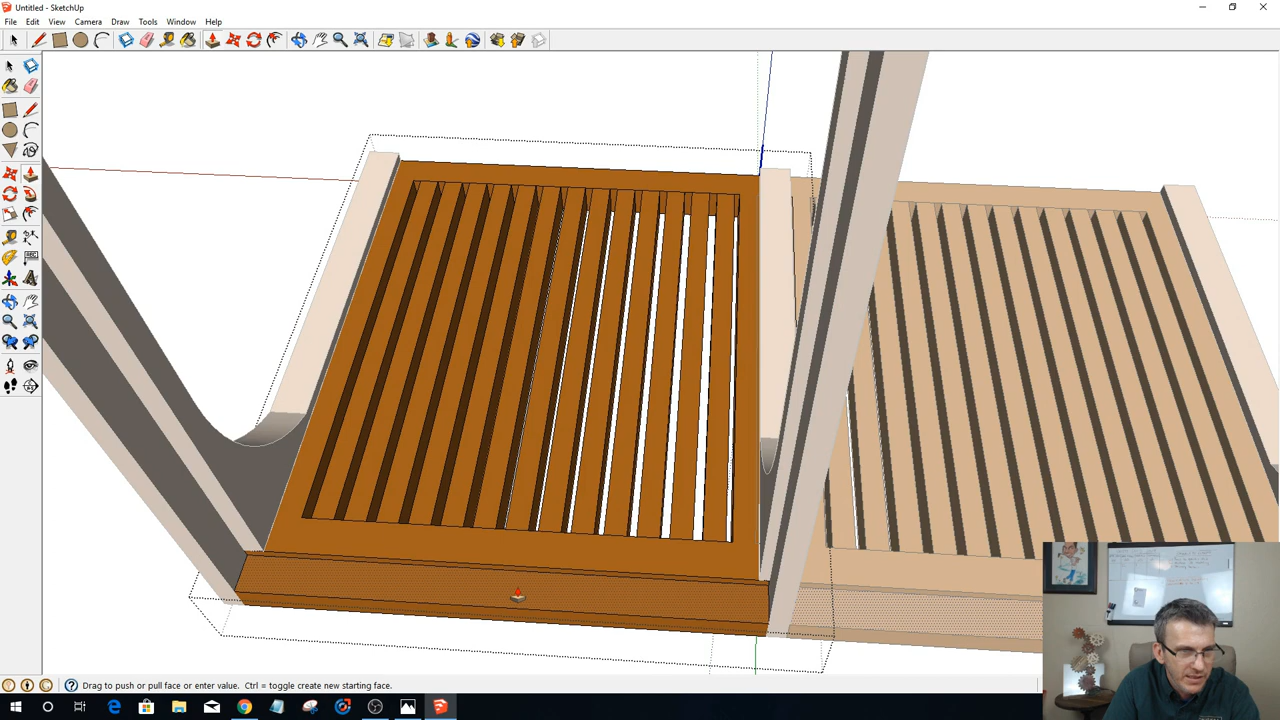 Untitled - SketchUp
File Edit View Camera Draw Tools Window Help
Drag to push or pull face or enter value. Ctrl = toggle create new starting face.